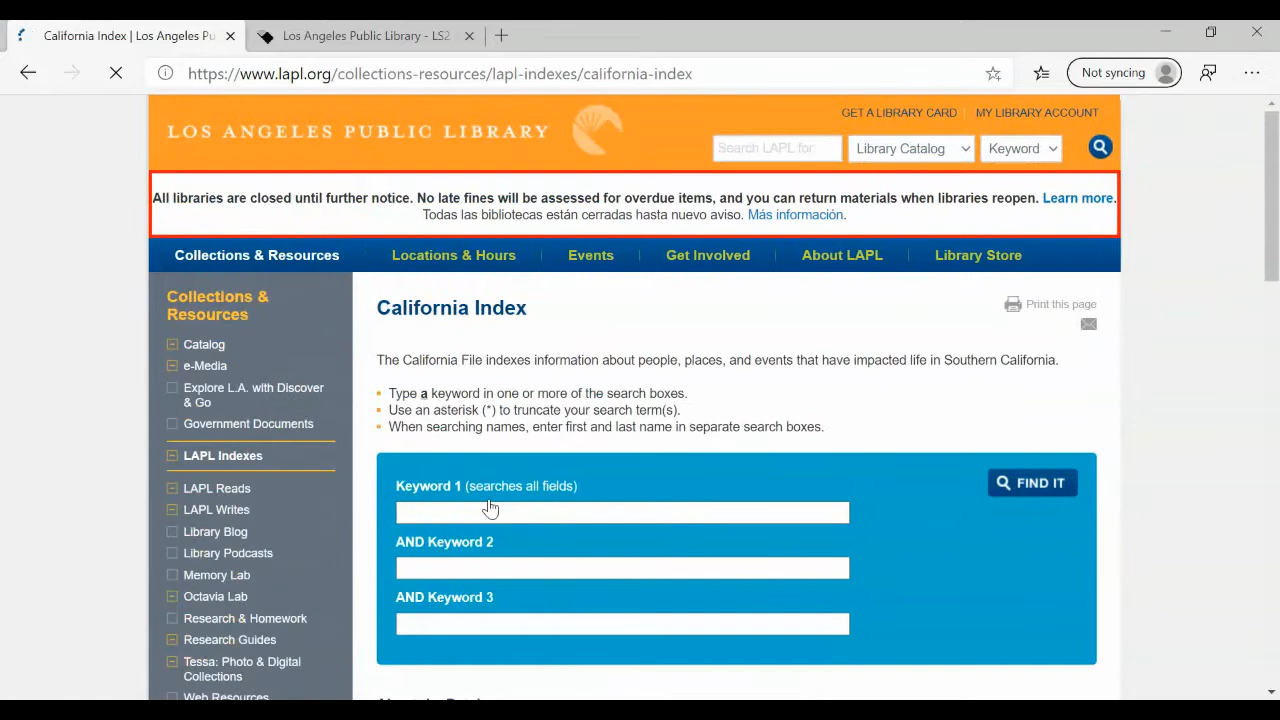 California Index | Los Angeles Pu
Los Angeles Public Library - LS2
https://www.lapl.org/collections-resources/lapl-indexes/california-index
Not syncing
GET A LIBRARY CARD
MY LIBRARY ACCOUNT
LOS ANGELES PUBLIC LIBRARY
Search LAPL for
Library Catalog
Keyword
All libraries are closed until further notice. No late fines will be assessed for overdue items, and you can return materials when libraries reopen. Learn more.
Todas las bibliotecas están cerradas hasta nuevo aviso. Más información.
Collections & Resources
Locations & Hours
Events
Get Involved
About LAPL
Library Store
Collections &
Resources
Catalog
e-Media
Explore L.A. with Discover
& Go
Government Documents
LAPL Indexes
LAPL Reads
LAPL Writes
Library Blog
Library Podcasts
Memory Lab
Octavia Lab
Research & Homework
Research Guides
Tessa: Photo & Digital
Collections
Web Resources
California Index
Print this page
The California File indexes information about people, places, and events that have impacted life in Southern California.
Type a keyword in one or more of the search boxes.
Use an asterisk (*) to truncate your search term(s).
When searching names, enter first and last name in separate search boxes.
Keyword 1 (searches all fields)
FIND IT
AND Keyword 2
AND Keyword 3